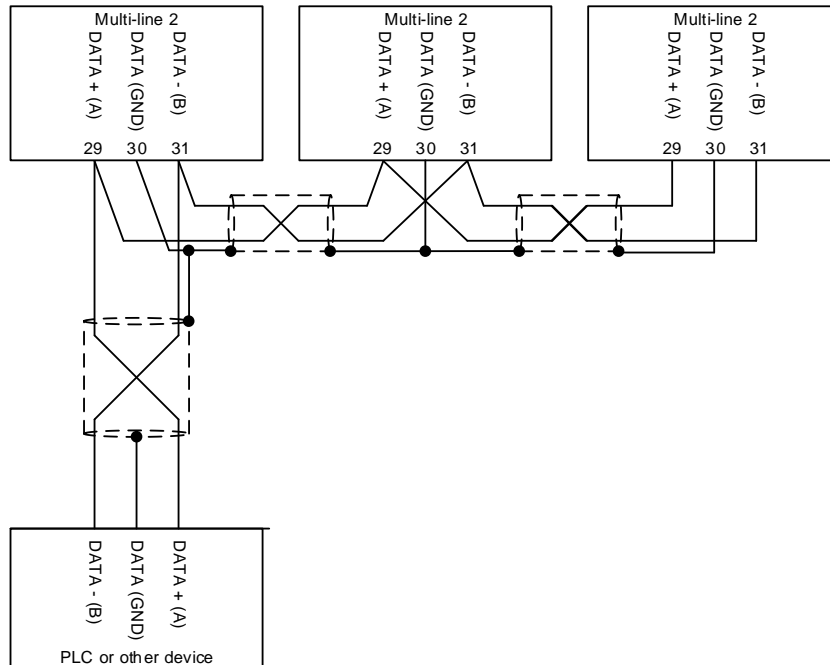 Multi-line 2
DATA + (A)
DATA (GND)
DATA - (B)
29
30
31
Multi-line 2
DATA + (A)
DATA (GND)
DATA - (B)
29
30
31
Multi-line 2
DATA + (A)
DATA (GND)
DATA - (B)
29
30
31
DATA - (B)
DATA (GND)
DATA + (A)
PLC or other device